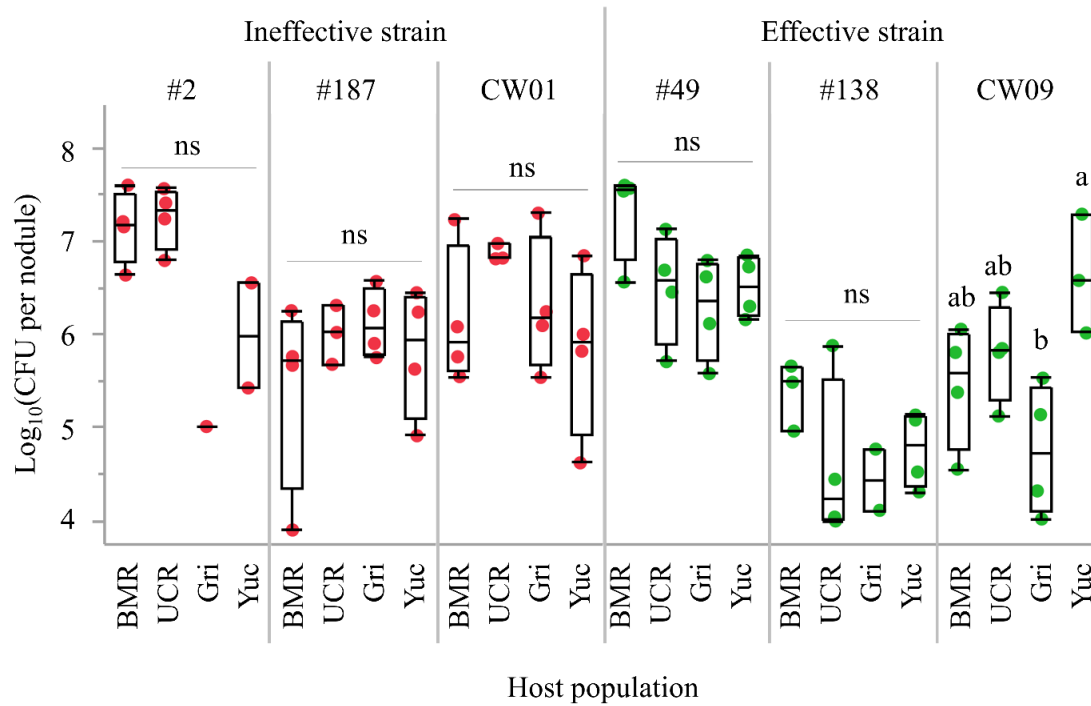 Ineffective strain Effective strain
#2 #187 CW01 #49 #138 CW09
ns ns ns ns ns ab ab b a
Log₁₀(CFU per nodule)
8
7
6
5
4
BMR UCR Gri Yuc BMR UCR Gri Yuc BMR UCR Gri Yuc BMR UCR Gri Yuc BMR UCR Gri Yuc BMR UCR Gri Yuc
Host population